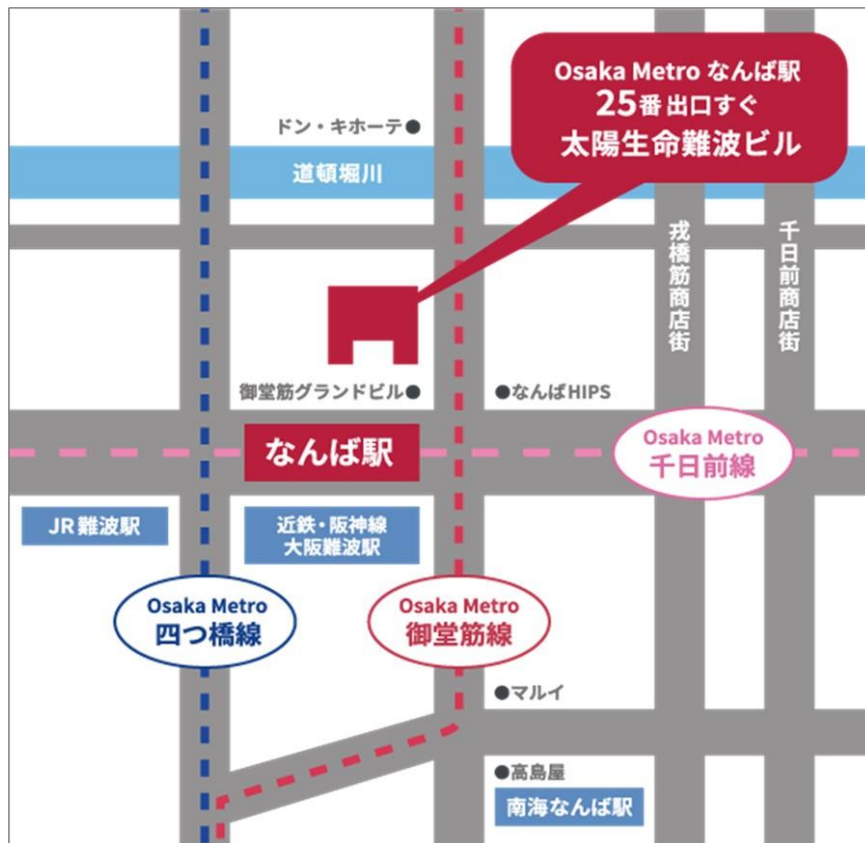 Osaka Metro なんば駅
25番出口すぐ
太陽生命難波ビル
ドン・キホーテ●
道頓堀川
戎橋筋商店街
千日前商店街
御堂筋グランドビル●
●なんばHIPS
なんば駅
Osaka Metro
千日前線
JR難波駅
近鉄・阪神線
大阪難波駅
Osaka Metro
四つ橋線
Osaka Metro
御堂筋線
●マルイ
●高島屋
南海なんば駅